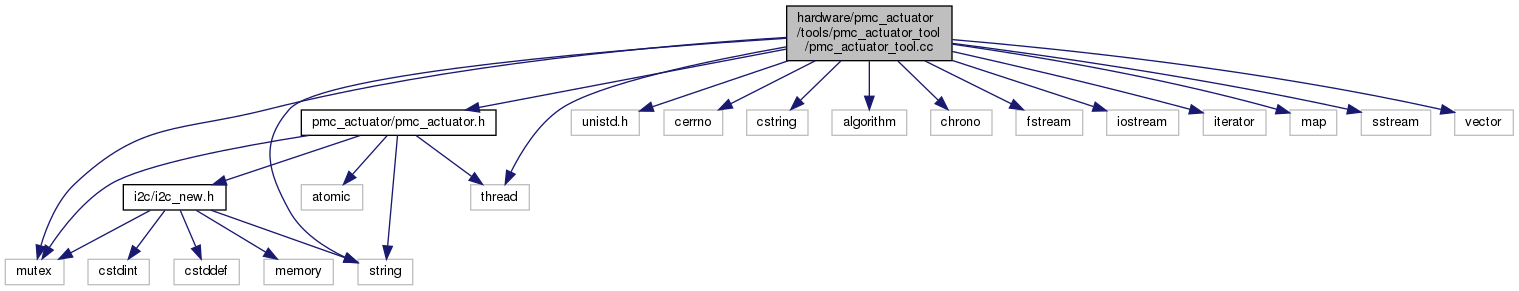 hardware/pmc_actuator
/tools/pmc_actuator_tool
/pmc_actuator_tool.cc
pmc_actuator/pmc_actuator.h
unistd.h
cerrno
cstring
algorithm
chrono
fstream
iostream
iterator
map
sstream
vector
i2c/i2c_new.h
atomic
thread
mutex
cstdint
cstddef
memory
string